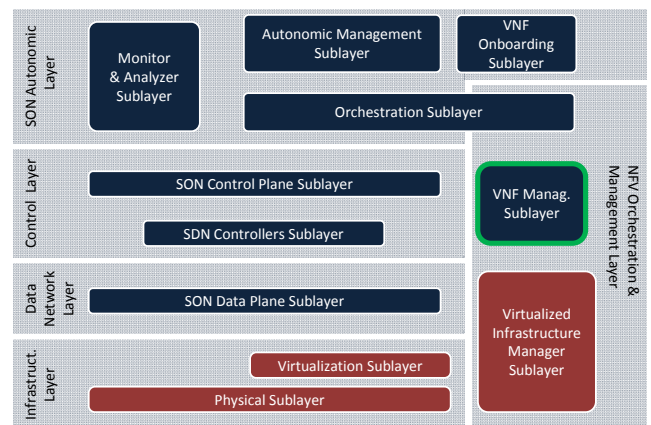 SON Autonomic
Layer
Monitor
& Analyzer
Sublayer
Autonomic Management
Sublayer
VNF
Onboarding
Sublayer
Orchestration Sublayer
Control Layer
SON Control Plane Sublayer
SDN Controllers Sublayer
VNF Manag.
Sublayer
NFV Orchestration &
Management Layer
Data
Network
Layer
SON Data Plane Sublayer
Virtualized
Infrastructure
Manager
Sublayer
Infrastruct.
Layer
Virtualization Sublayer
Physical Sublayer